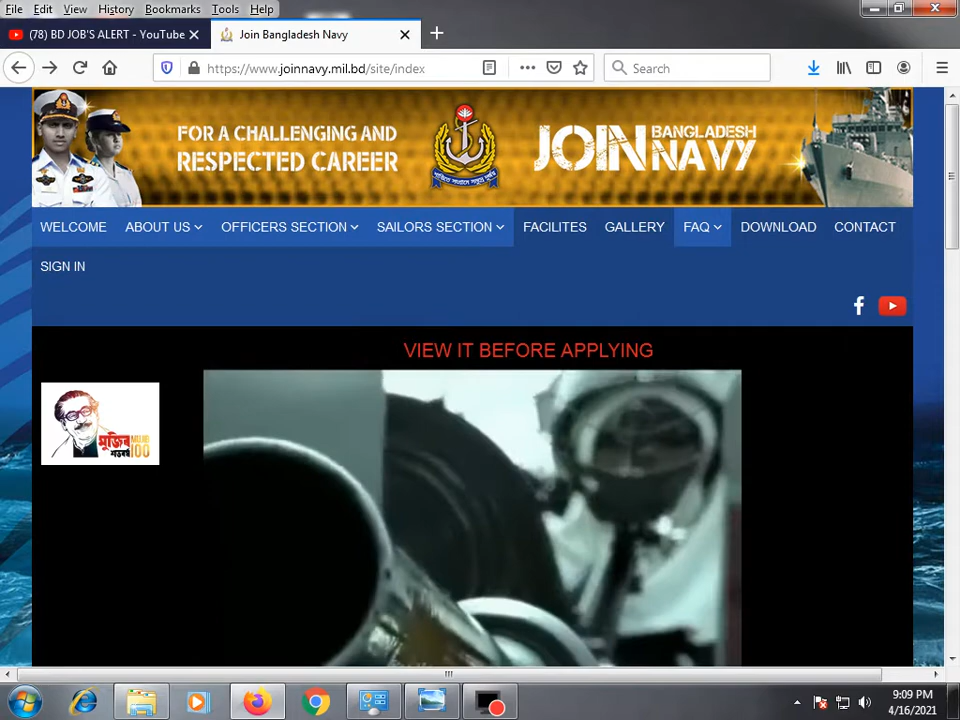 File Edit View History Bookmarks Tools Help
(78) BD JOB'S ALERT - YouTube
Join Bangladesh Navy
https://www.joinnavy.mil.bd/site/index
Search
FOR A CHALLENGING AND
RESPECTED CAREER
JOIN BANGLADESH NAVY
WELCOME ABOUT US OFFICERS SECTION SAILORS SECTION FACILITES GALLERY FAQ DOWNLOAD CONTACT
SIGN IN
VIEW IT BEFORE APPLYING
মুজিব
শতবর্ষ 100
9:09 PM
4/16/2021